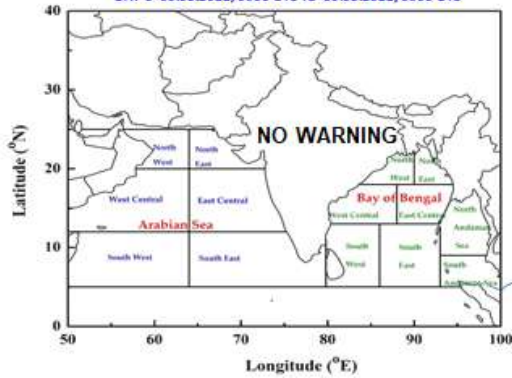 40
30
20
10
0
Latitude (°N)
NO WARNING
North
West
North
East
West Central
East Central
Arabian Sea
South West
South East
North
West
North
East
Bay of Bengal
West Central
East Central
South
West
South
East
North
Andaman
Sea
South
Andaman Sea
50
60
70
80
90
100
Longitude (°E)